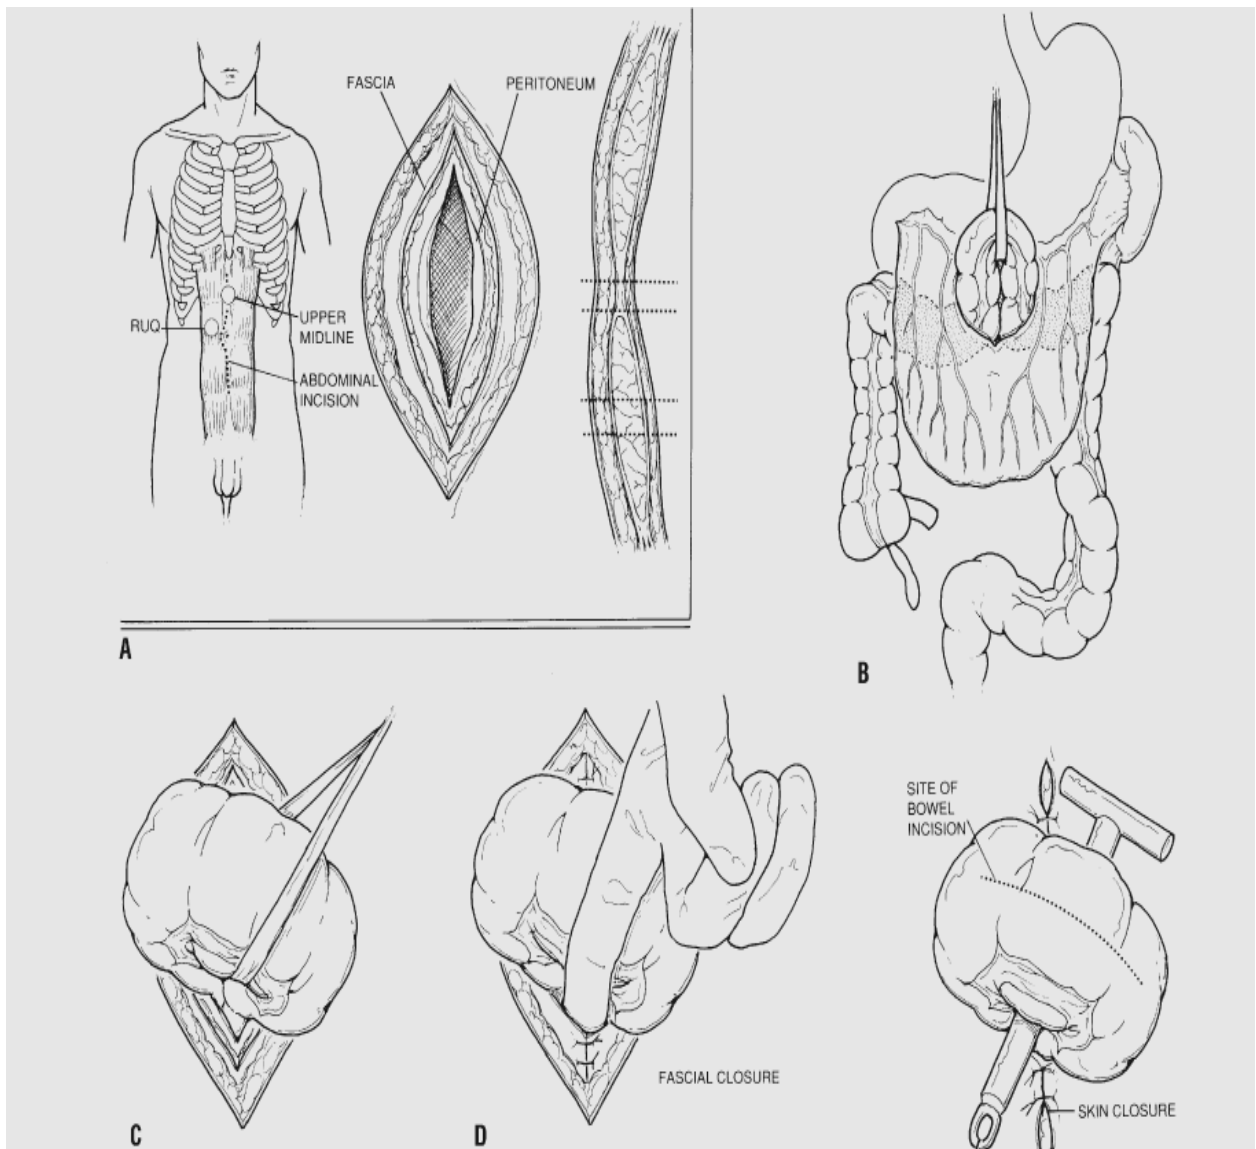 FASCIA
PERITONEUM
RUQ
UPPER
MIDLINE
ABDOMINAL
INCISION
A
B
SITE OF
BOWEL
INCISION
FASCIAL CLOSURE
SKIN CLOSURE
C
D